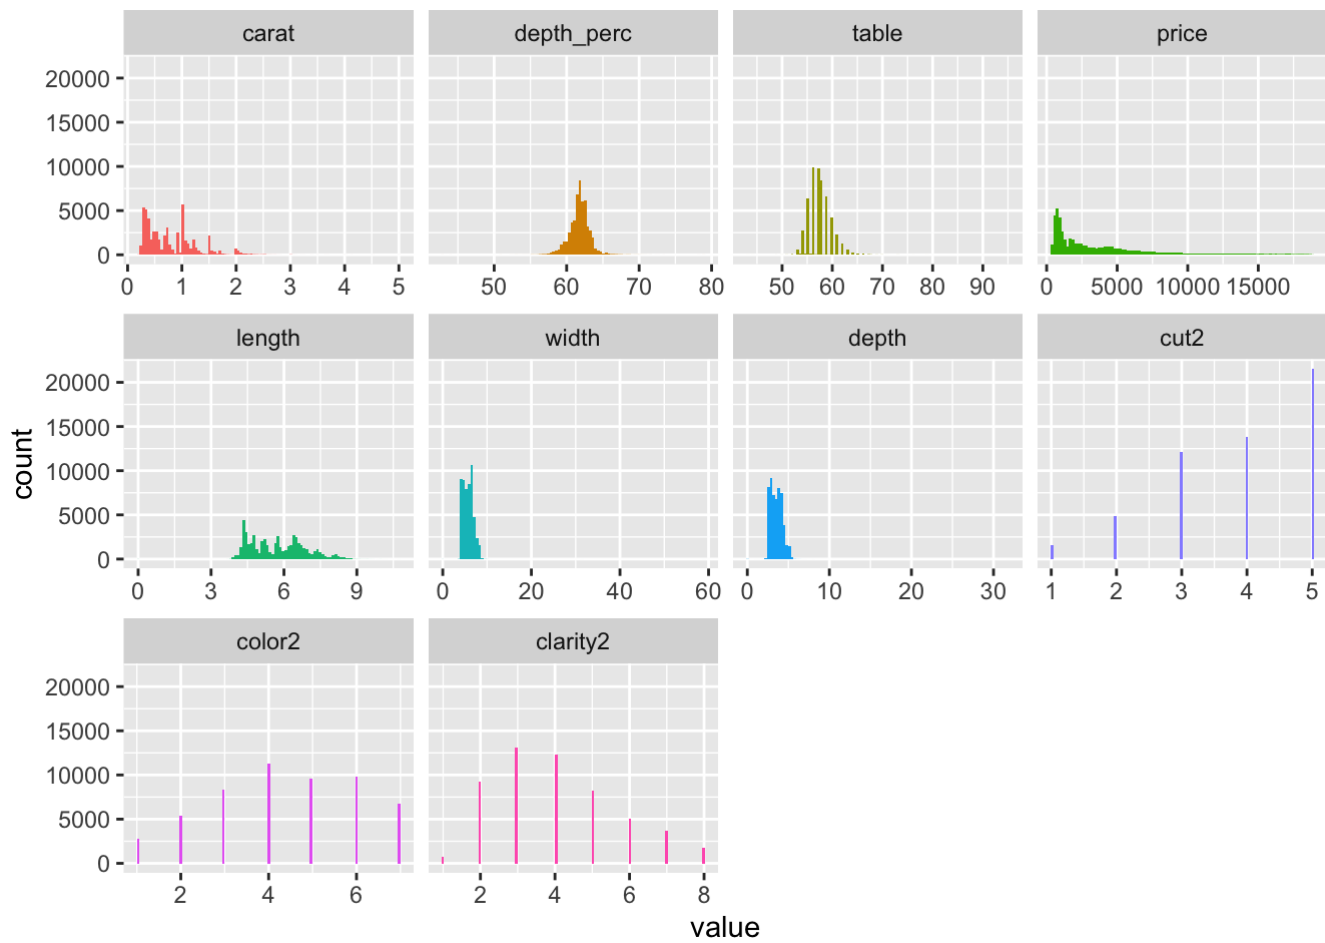 carat depth_perc table price
20000
15000
10000
5000
0
0 1 2 3 4 5 50 60 70 80 50 60 70 80 90 0 5000 10000 15000
length width depth cut2
20000
15000
10000
5000
0
0 3 6 9 0 20 40 60 0 10 20 30 1 2 3 4 5
count
color2 clarity2
20000
15000
10000
5000
0
2 4 6 2 4 6 8
value